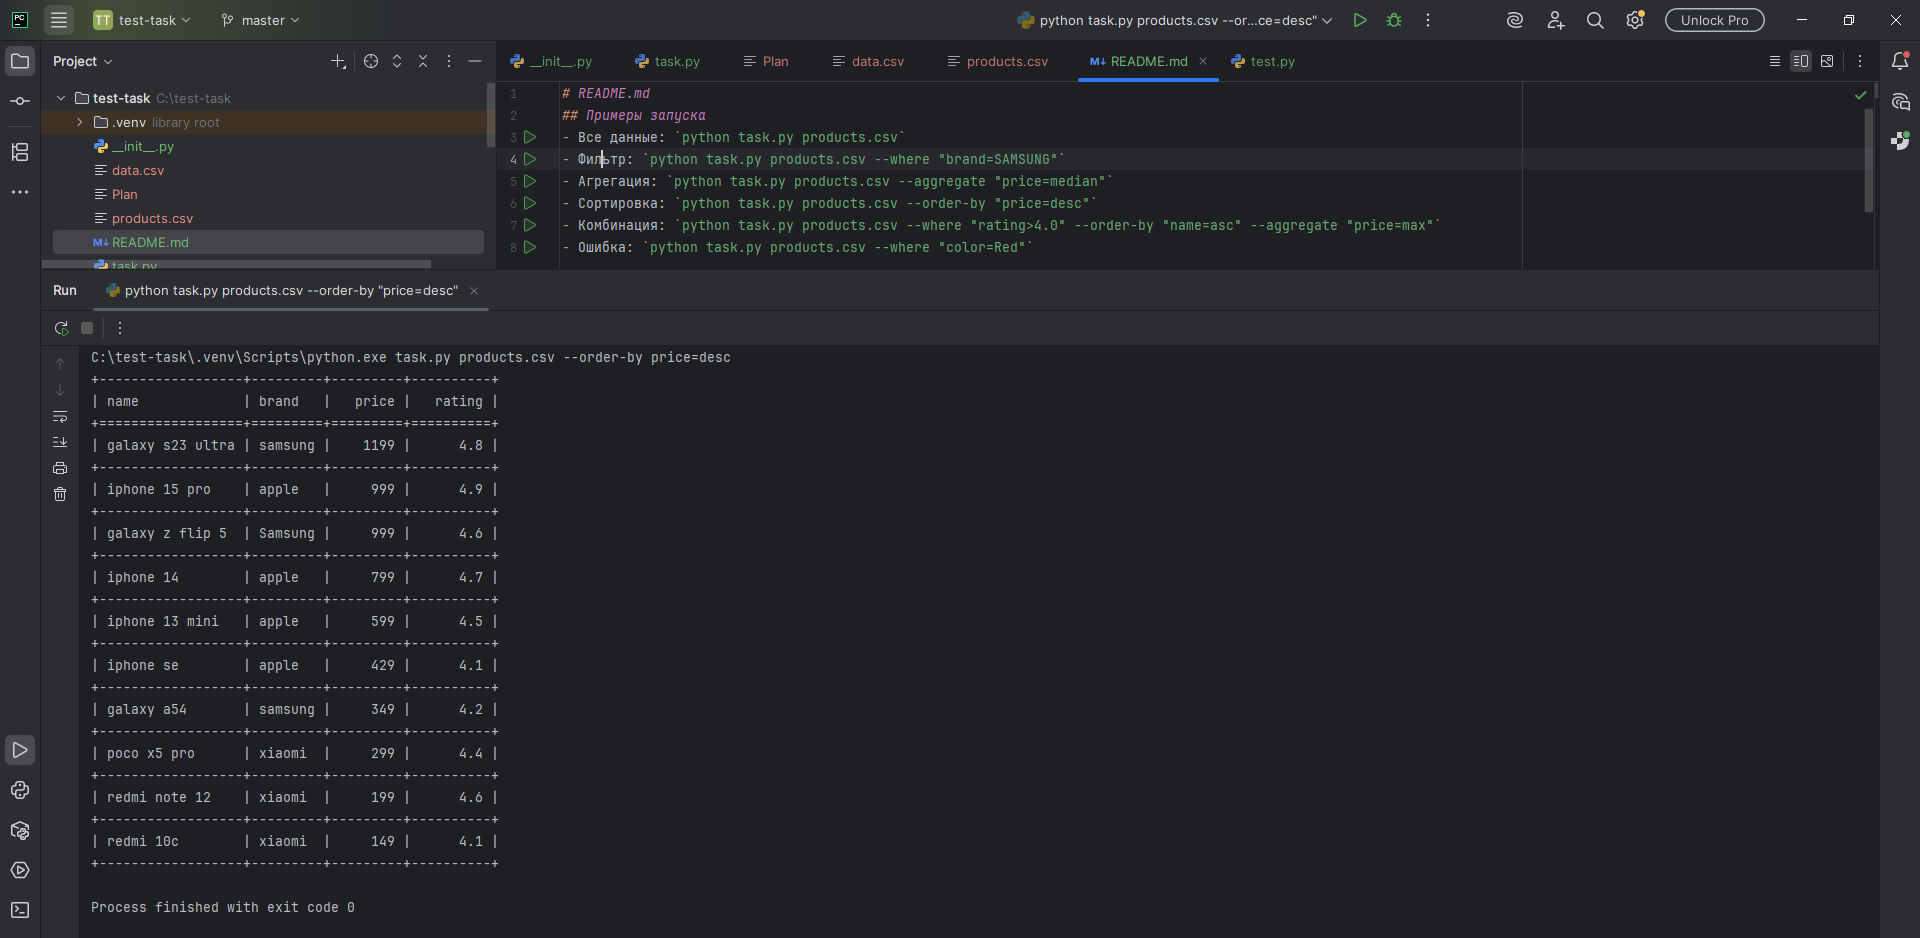 PC
TT test-task master python task.py products.csv --or...ce=desc" Unlock Pro
Project
test-task C:\test-task
.venv library root
__init__.py
data.csv
Plan
products.csv
README.md
task.py
__init__.py task.py Plan data.csv products.csv README.md test.py
1 # README.md
2 ## Примеры запуска
3 - Все данные: `python task.py products.csv`
4 - Фильтр: `python task.py products.csv --where "brand=SAMSUNG"`
5 - Агрегация: `python task.py products.csv --aggregate "price=median"`
6 - Сортировка: `python task.py products.csv --order-by "price=desc"`
7 - Комбинация: `python task.py products.csv --where "rating>4.0" --order-by "name=asc" --aggregate "price=max"`
8 - Ошибка: `python task.py products.csv --where "color=Red"`
Run python task.py products.csv --order-by "price=desc"
C:\test-task\.venv\Scripts\python.exe task.py products.csv --order-by price=desc
+------------------+---------+---------+----------+
| name             | brand   |   price |   rating |
+==================+=========+=========+==========+
| galaxy s23 ultra | samsung |    1199 |      4.8 |
+------------------+---------+---------+----------+
| iphone 15 pro    | apple   |     999 |      4.9 |
+------------------+---------+---------+----------+
| galaxy z flip 5  | Samsung |     999 |      4.6 |
+------------------+---------+---------+----------+
| iphone 14        | apple   |     799 |      4.7 |
+------------------+---------+---------+----------+
| iphone 13 mini   | apple   |     599 |      4.5 |
+------------------+---------+---------+----------+
| iphone se        | apple   |     429 |      4.1 |
+------------------+---------+---------+----------+
| galaxy a54       | samsung |     349 |      4.2 |
+------------------+---------+---------+----------+
| poco x5 pro      | xiaomi  |     299 |      4.4 |
+------------------+---------+---------+----------+
| redmi note 12    | xiaomi  |     199 |      4.6 |
+------------------+---------+---------+----------+
| redmi 10c        | xiaomi  |     149 |      4.1 |
+------------------+---------+---------+----------+
Process finished with exit code 0